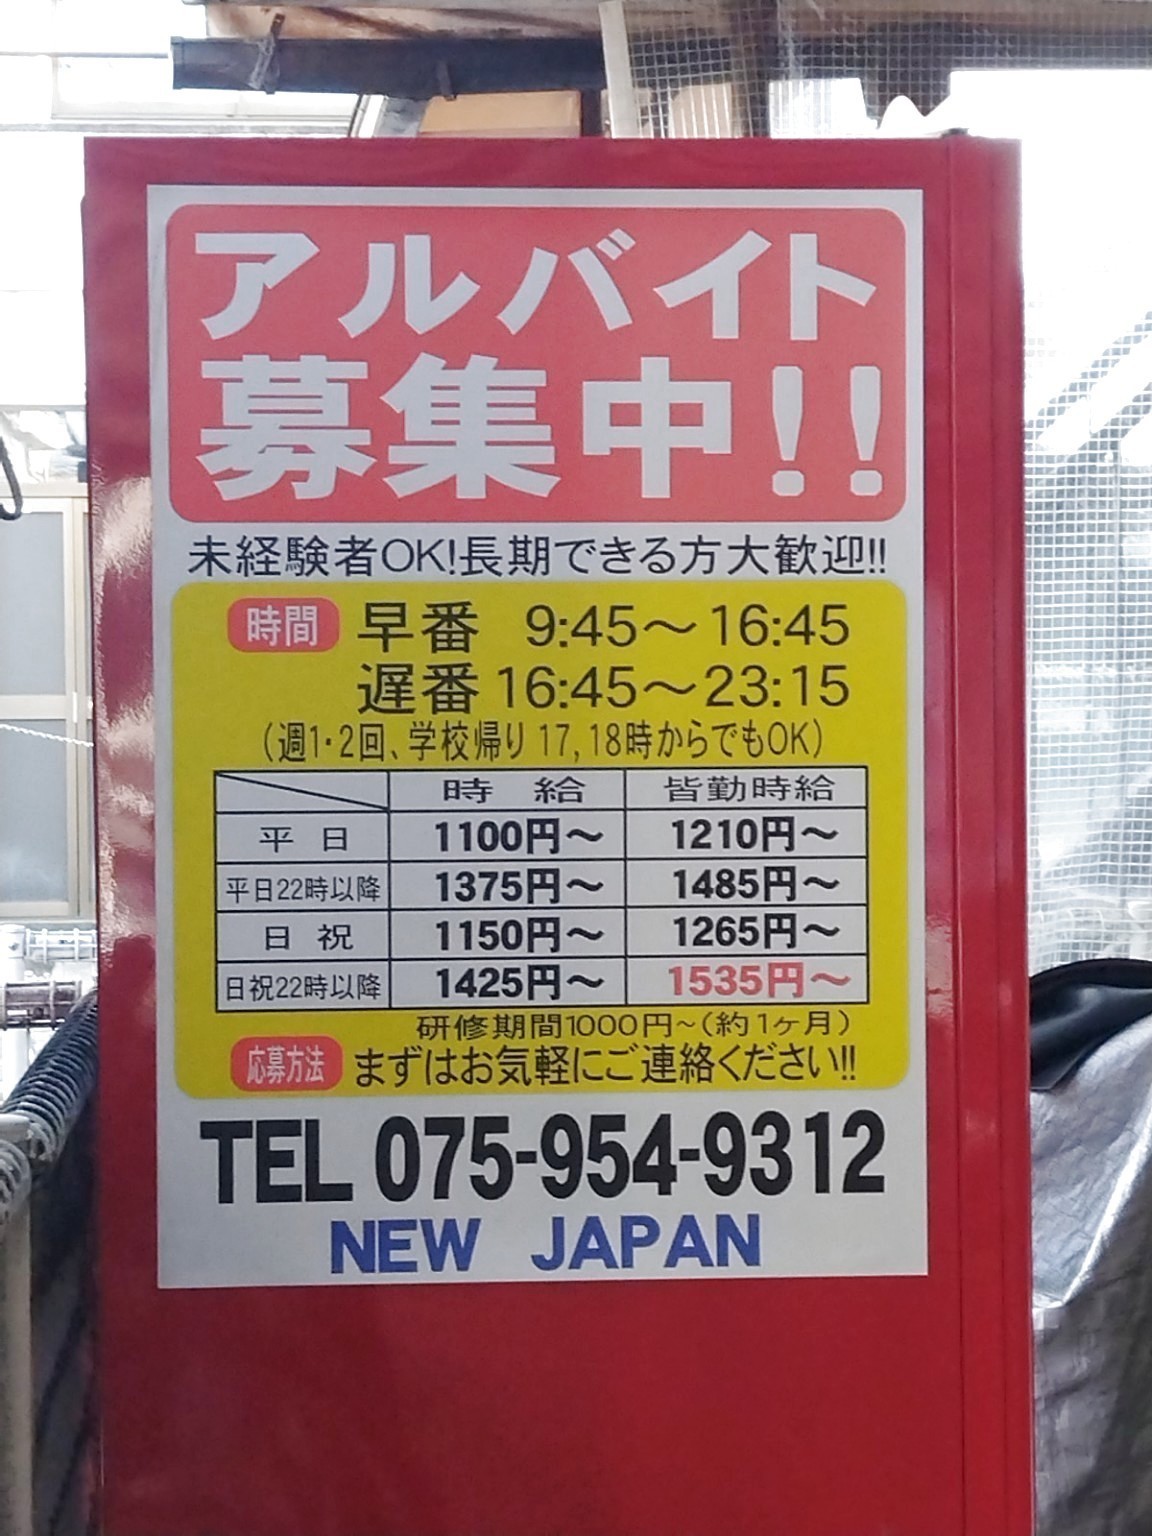 アルバイト
募集中!!
未経験者OK!長期できる方大歓迎!!
時間 早番 9:45〜16:45
遅番 16:45〜23:15
(週1・2回、学校帰り 17,18時からでもOK)
時 給 皆勤時給
平 日 1100円〜 1210円〜
平日22時以降 1375円〜 1485円〜
日 祝 1150円〜 1265円〜
日祝22時以降 1425円〜 1535円〜
研修期間1000円〜(約1ヶ月)
応募方法 まずはお気軽にご連絡ください!!
TEL 075-954-9312
NEW JAPAN